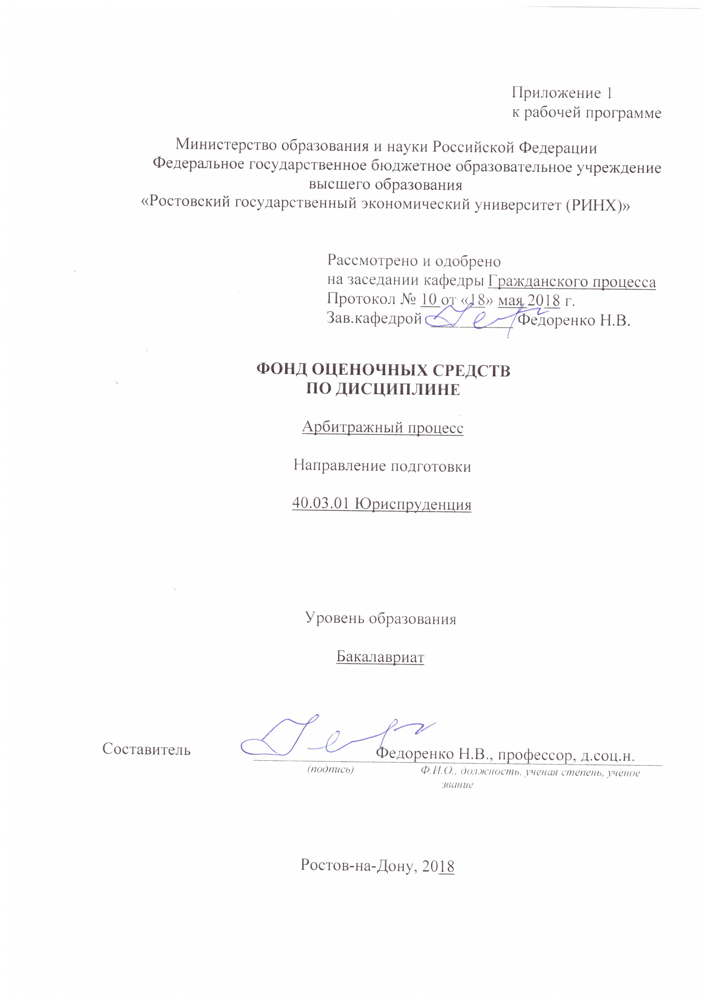 Приложение 1
к рабочей программе
Министерство образования и науки Российской Федерации
Федеральное государственное бюджетное образовательное учреждение
высшего образования
«Ростовский государственный экономический университет (РИНХ)»
Рассмотрено и одобрено
на заседании кафедры Гражданского процесса
Протокол № 10 от «18» мая 2018 г.
Зав.кафедрой Федоренко Н.В.
ФОНД ОЦЕНОЧНЫХ СРЕДСТВ
ПО ДИСЦИПЛИНЕ
Арбитражный процесс
Направление подготовки
40.03.01 Юриспруденция
Уровень образования
Бакалавриат
Составитель Федоренко Н.В., профессор, д.соц.н.
(подпись) Ф.И.О., должность, ученая степень, ученое
звание
Ростов-на-Дону, 2018